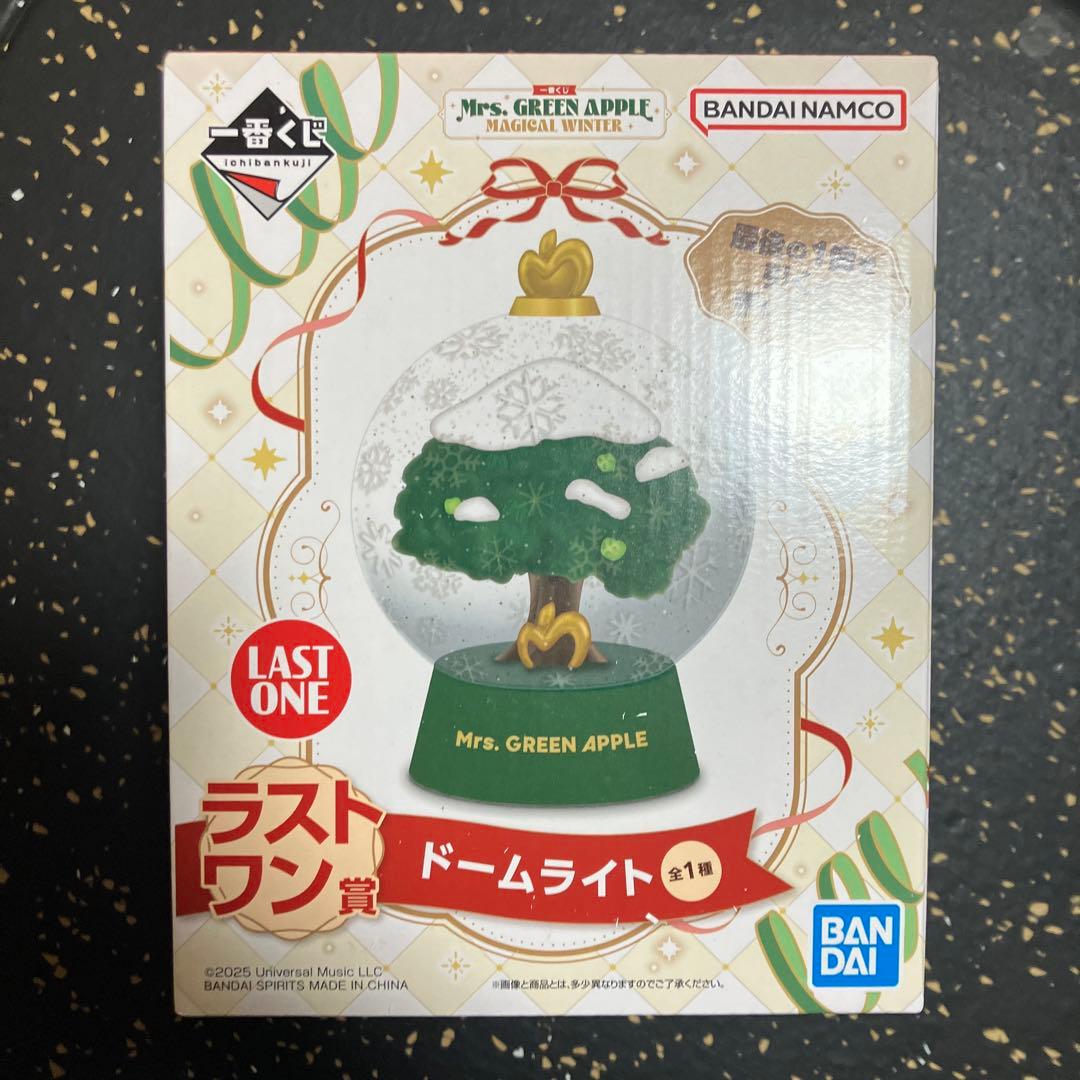 一番くじ
ichibankuji
一番くじ
Mrs. GREEN APPLE
MAGICAL WINTER
BANDAI NAMCO
LAST
ONE
Mrs. GREEN APPLE
ラスト
ワン賞
ドームライト 全1種
BAN
DAI
©2025 Universal Music LLC
BANDAI SPIRITS MADE IN CHINA
※画像と商品とは、多少異なりますのでご了承ください。